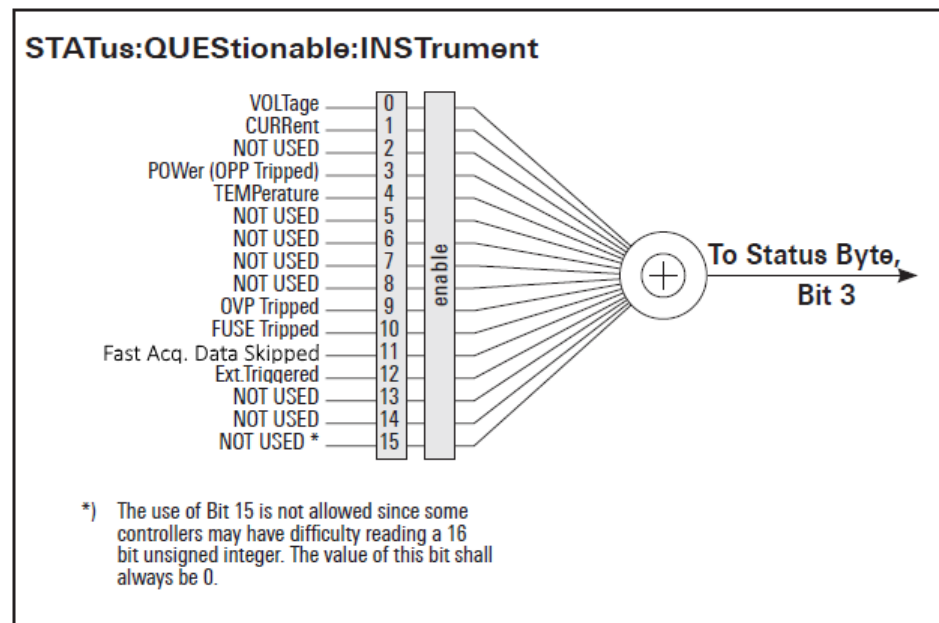 STATus:QUEStionable:INSTrument
VOLTage 0
CURRent 1
NOT USED 2
POWer (OPP Tripped) 3
TEMPerature 4
NOT USED 5
NOT USED 6
NOT USED 7
NOT USED 8
OVP Tripped 9
FUSE Tripped 10
Fast Acq. Data Skipped 11
Ext.Triggered 12
NOT USED 13
NOT USED 14
NOT USED * 15
enable
To Status Byte,
Bit 3
*) The use of Bit 15 is not allowed since some
controllers may have difficulty reading a 16
bit unsigned integer. The value of this bit shall
always be 0.